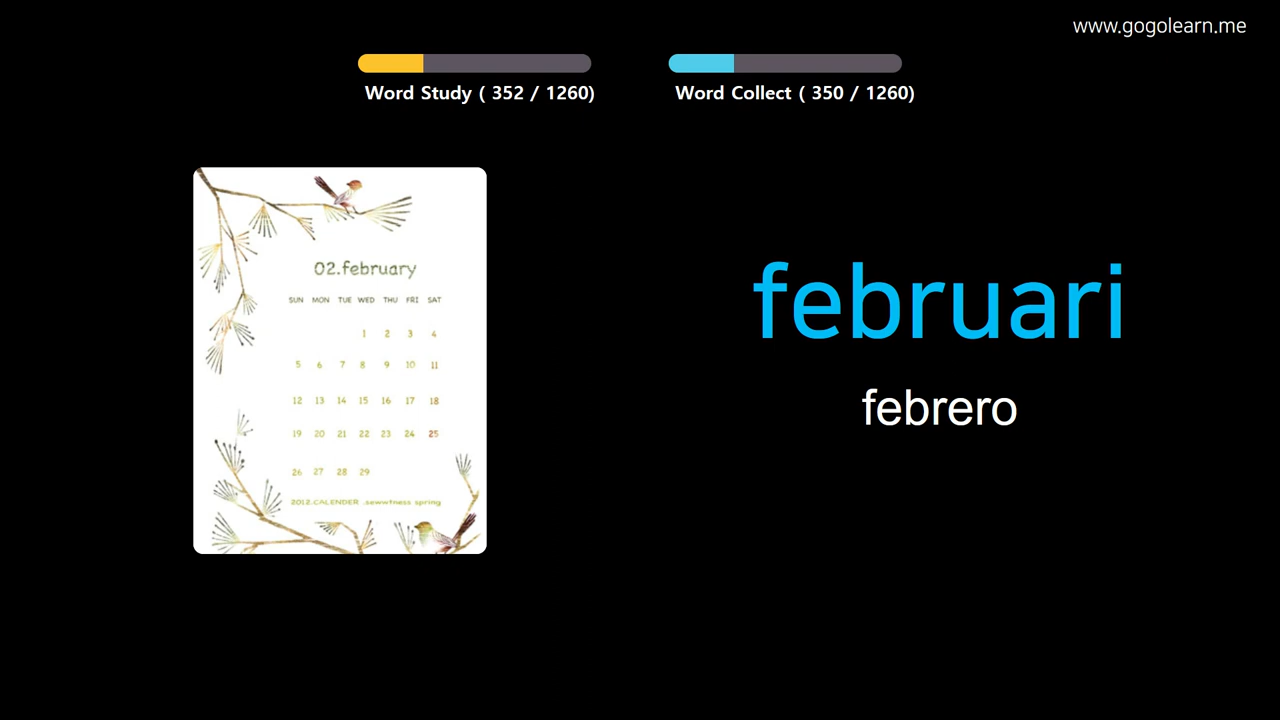 www.gogolearn.me
Word Study ( 352 / 1260)
Word Collect ( 350 / 1260)
02.february
SUN MON TUE WED THU FRI SAT
1 2 3 4
5 6 7 8 9 10 11
12 13 14 15 16 17 18
19 20 21 22 23 24 25
26 27 28 29
2012.CALENDER .sewwtness spring
februari
febrero